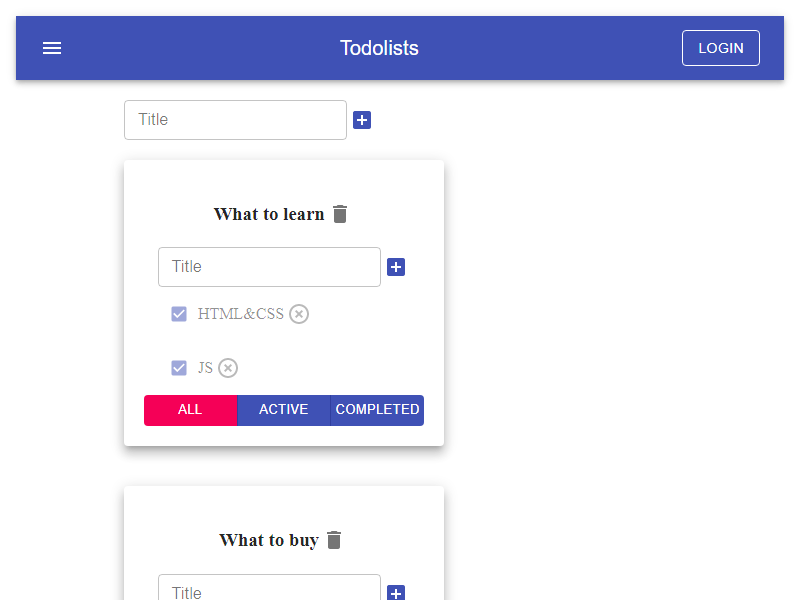 Todolists
LOGIN
Title
What to learn
Title
HTML&CSS
JS
ALL ACTIVE COMPLETED
What to buy
Title